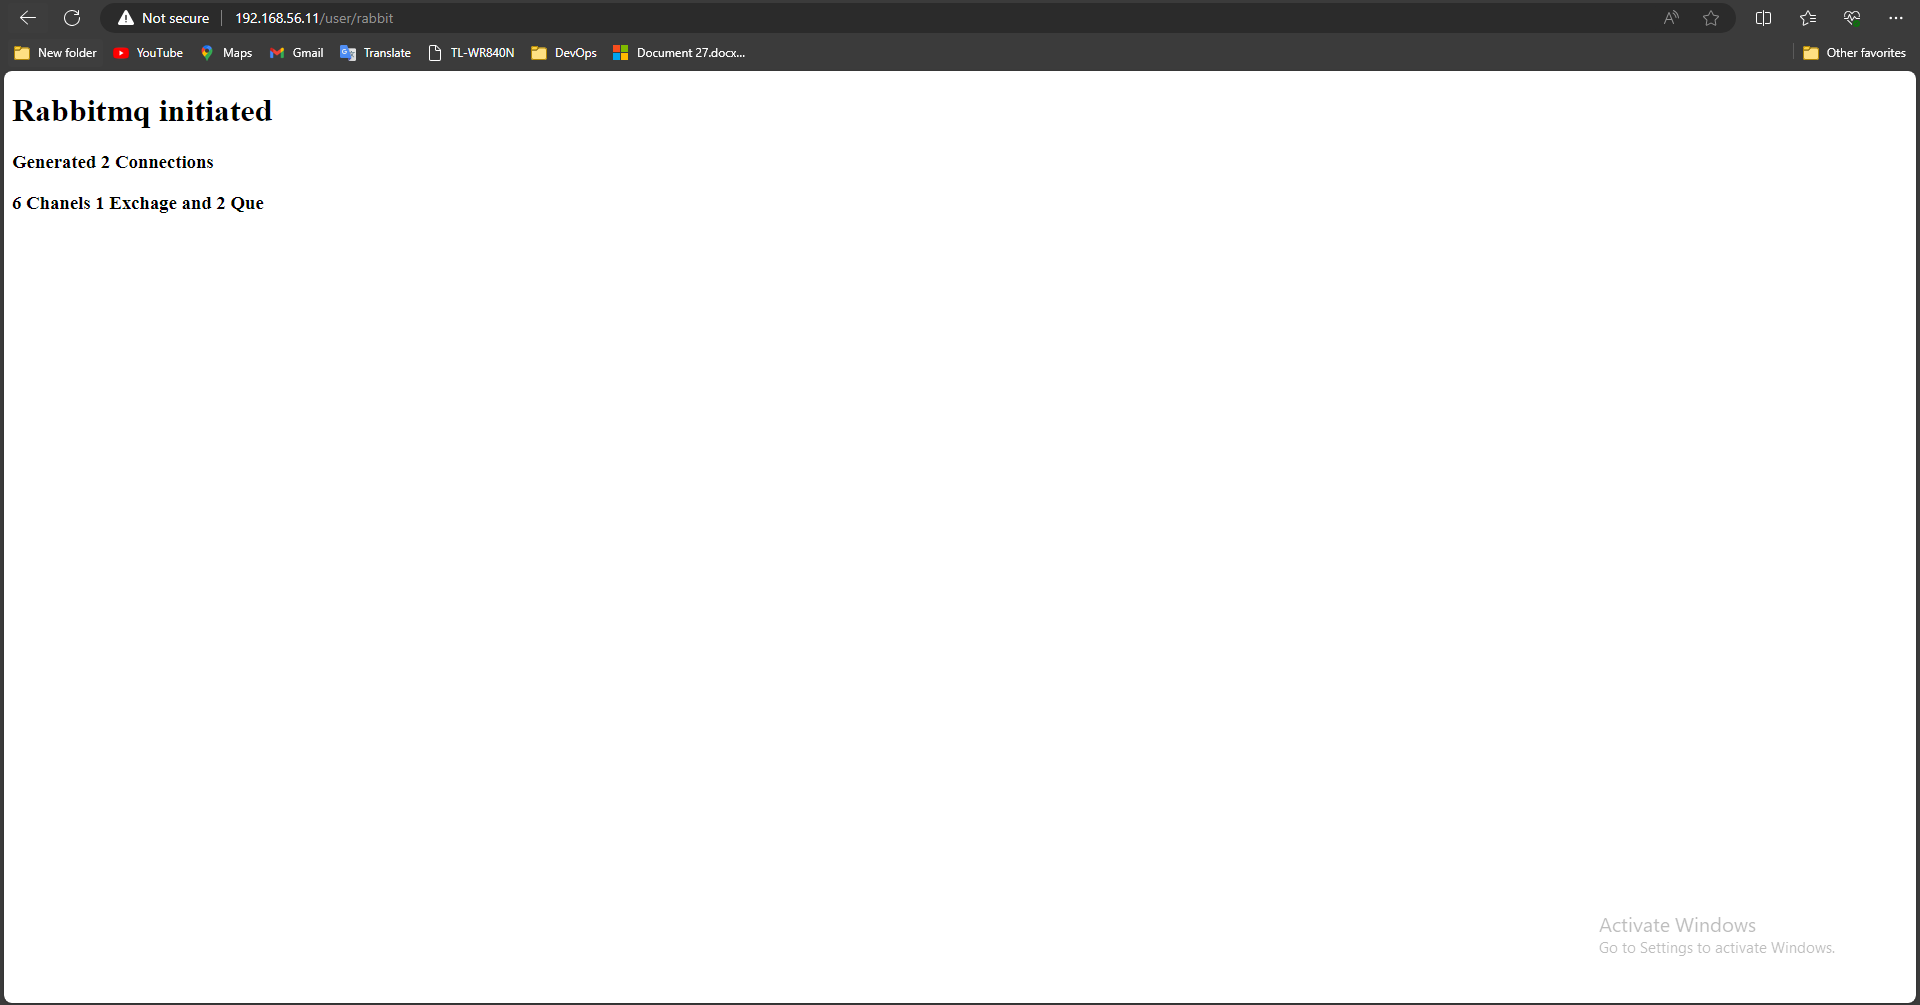 Not secure 192.168.56.11/user/rabbit
New folder YouTube Maps Gmail Translate TL-WR840N DevOps Document 27.docx... Other favorites
Rabbitmq initiated
Generated 2 Connections
6 Chanels 1 Exchage and 2 Que
Activate Windows
Go to Settings to activate Windows.